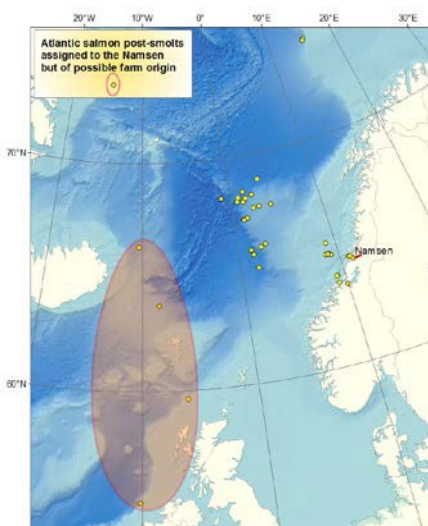 20°W
10°W
0°
10°E
20°E
30°E
Atlantic salmon post-smolts
assigned to the Namsen
but of possible farm origin
70°N
Namsen
60°N